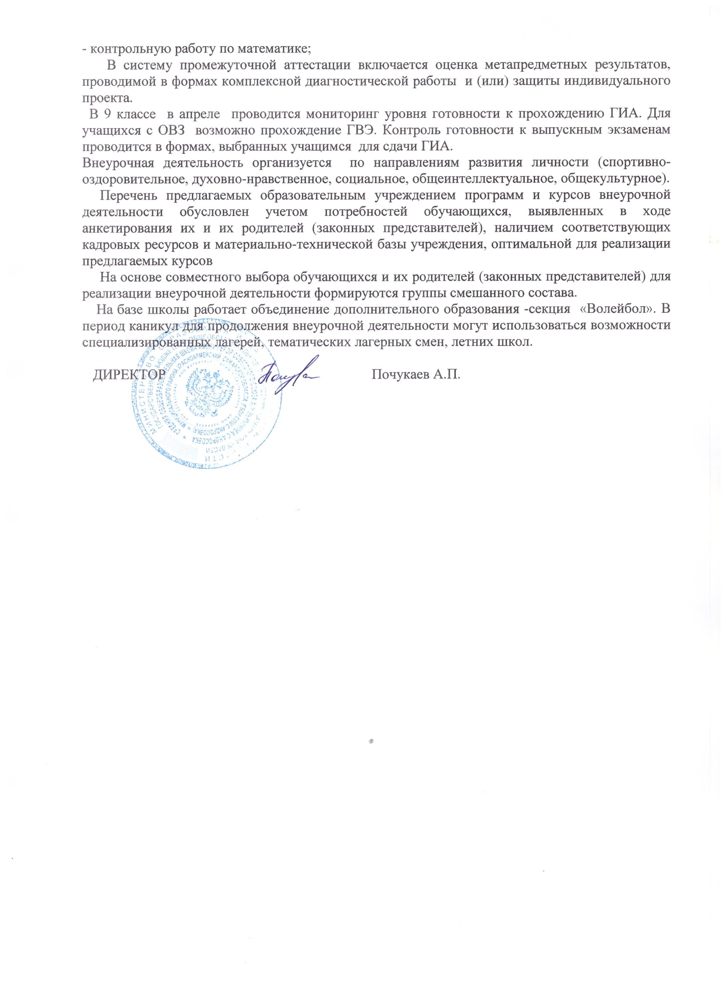 - контрольную работу по математике;
В систему промежуточной аттестации включается оценка метапредметных результатов,
проводимой в формах комплексной диагностической работы и (или) защиты индивидуального
проекта.
В 9 классе в апреле проводится мониторинг уровня готовности к прохождению ГИА. Для
учащихся с ОВЗ возможно прохождение ГВЭ. Контроль готовности к выпускным экзаменам
проводится в формах, выбранных учащимся для сдачи ГИА.
Внеурочная деятельность организуется по направлениям развития личности (спортивно-
оздоровительное, духовно-нравственное, социальное, общеинтеллектуальное, общекультурное).
Перечень предлагаемых образовательным учреждением программ и курсов внеурочной
деятельности обусловлен учетом потребностей обучающихся, выявленных в ходе
анкетирования их и их родителей (законных представителей), наличием соответствующих
кадровых ресурсов и материально-технической базы учреждения, оптимальной для реализации
предлагаемых курсов
На основе совместного выбора обучающихся и их родителей (законных представителей) для
реализации внеурочной деятельности формируются группы смешанного состава.
На базе школы работает объединение дополнительного образования -секция «Волейбол». В
период каникул для продолжения внеурочной деятельности могут использоваться возможности
специализированных лагерей, тематических лагерных смен, летних школ.
ДИРЕКТОР Почукаев А.П.